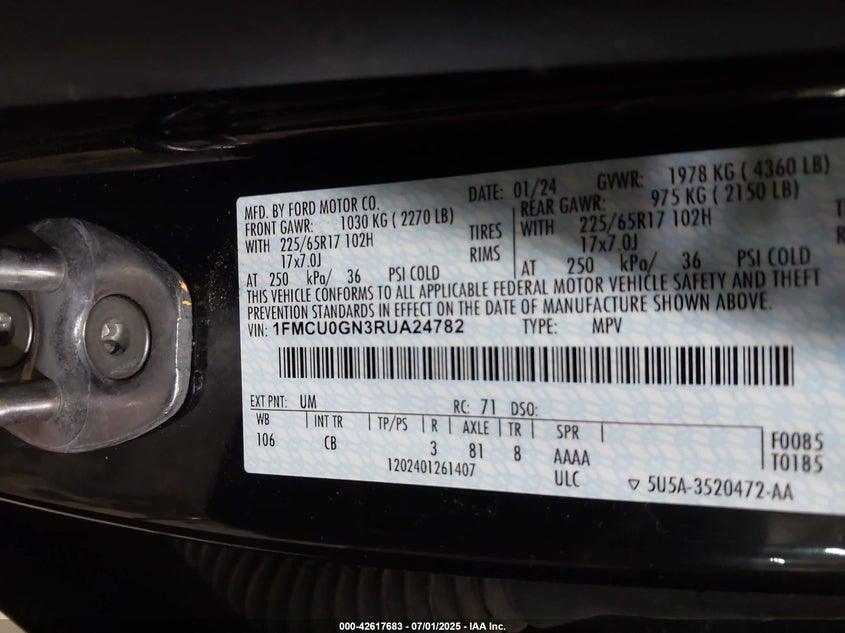 MFD. BY FORD MOTOR CO. DATE: 01/24 GVWR: 1978 KG ( 4360 LB)
FRONT GAWR: 1030 KG ( 2270 LB) REAR GAWR: 975 KG ( 2150 LB)
WITH 225/65R17 102H TIRES WITH 225/65R17 102H
17x7.0J RIMS 17x7.0J
AT 250 kPa/ 36 PSI COLD AT 250 kPa/ 36 PSI COLD
THIS VEHICLE CONFORMS TO ALL APPLICABLE FEDERAL MOTOR VEHICLE SAFETY AND THEFT
PREVENTION STANDARDS IN EFFECT ON THE DATE OF MANUFACTURE SHOWN ABOVE.
VIN: 1FMCU0GN3RUA24782 TYPE: MPV
EXT PNT: UM RC: 71 DSO:
WB INT TR TP/PS R AXLE TR SPR F0085
106 CB 3 81 8 AAAA T0185
1202401261407 ULC 5U5A-3520472-AA
000-42617683 / 07/01/2025 - IAA Inc.